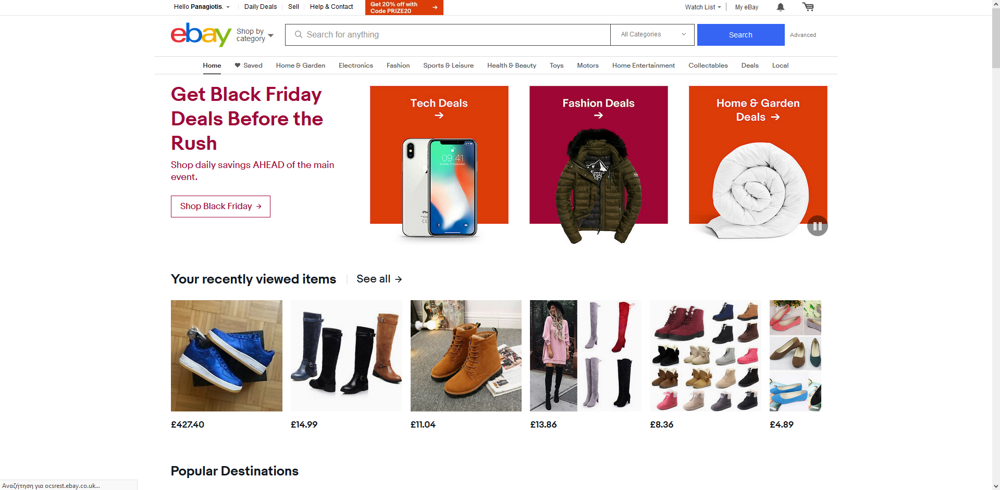 Hello Panagiotis.
Daily Deals
Sell
Help & Contact
Get 20% off with
Code PRIZE20
Watch List
My eBay
ebay
Shop by
category
Search for anything
All Categories
Search
Advanced
Home
Saved
Home & Garden
Electronics
Fashion
Sports & Leisure
Health & Beauty
Toys
Motors
Home Entertainment
Collectables
Deals
Local
Get Black Friday
Deals Before the
Rush
Shop daily savings AHEAD of the main
event.
Shop Black Friday →
Tech Deals
→
09:41
Tuesday 12 September
Fashion Deals
→
Home & Garden
Deals →
Your recently viewed items
See all →
£427.40
£14.99
£11.04
£13.86
£8.36
£4.89
Popular Destinations
Αναζήτηση για ocsrest.ebay.co.uk...